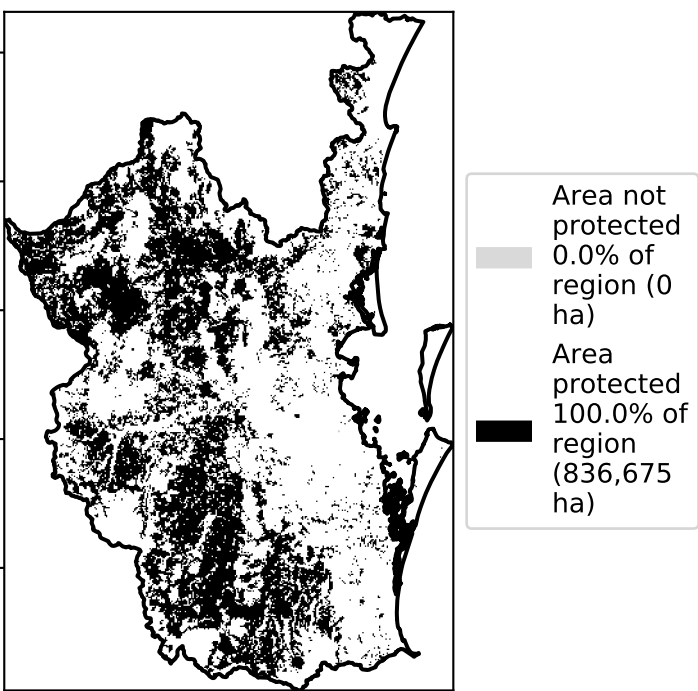 Area not
protected
0.0% of
region (0
ha)
Area
protected
100.0% of
region
(836,675
ha)